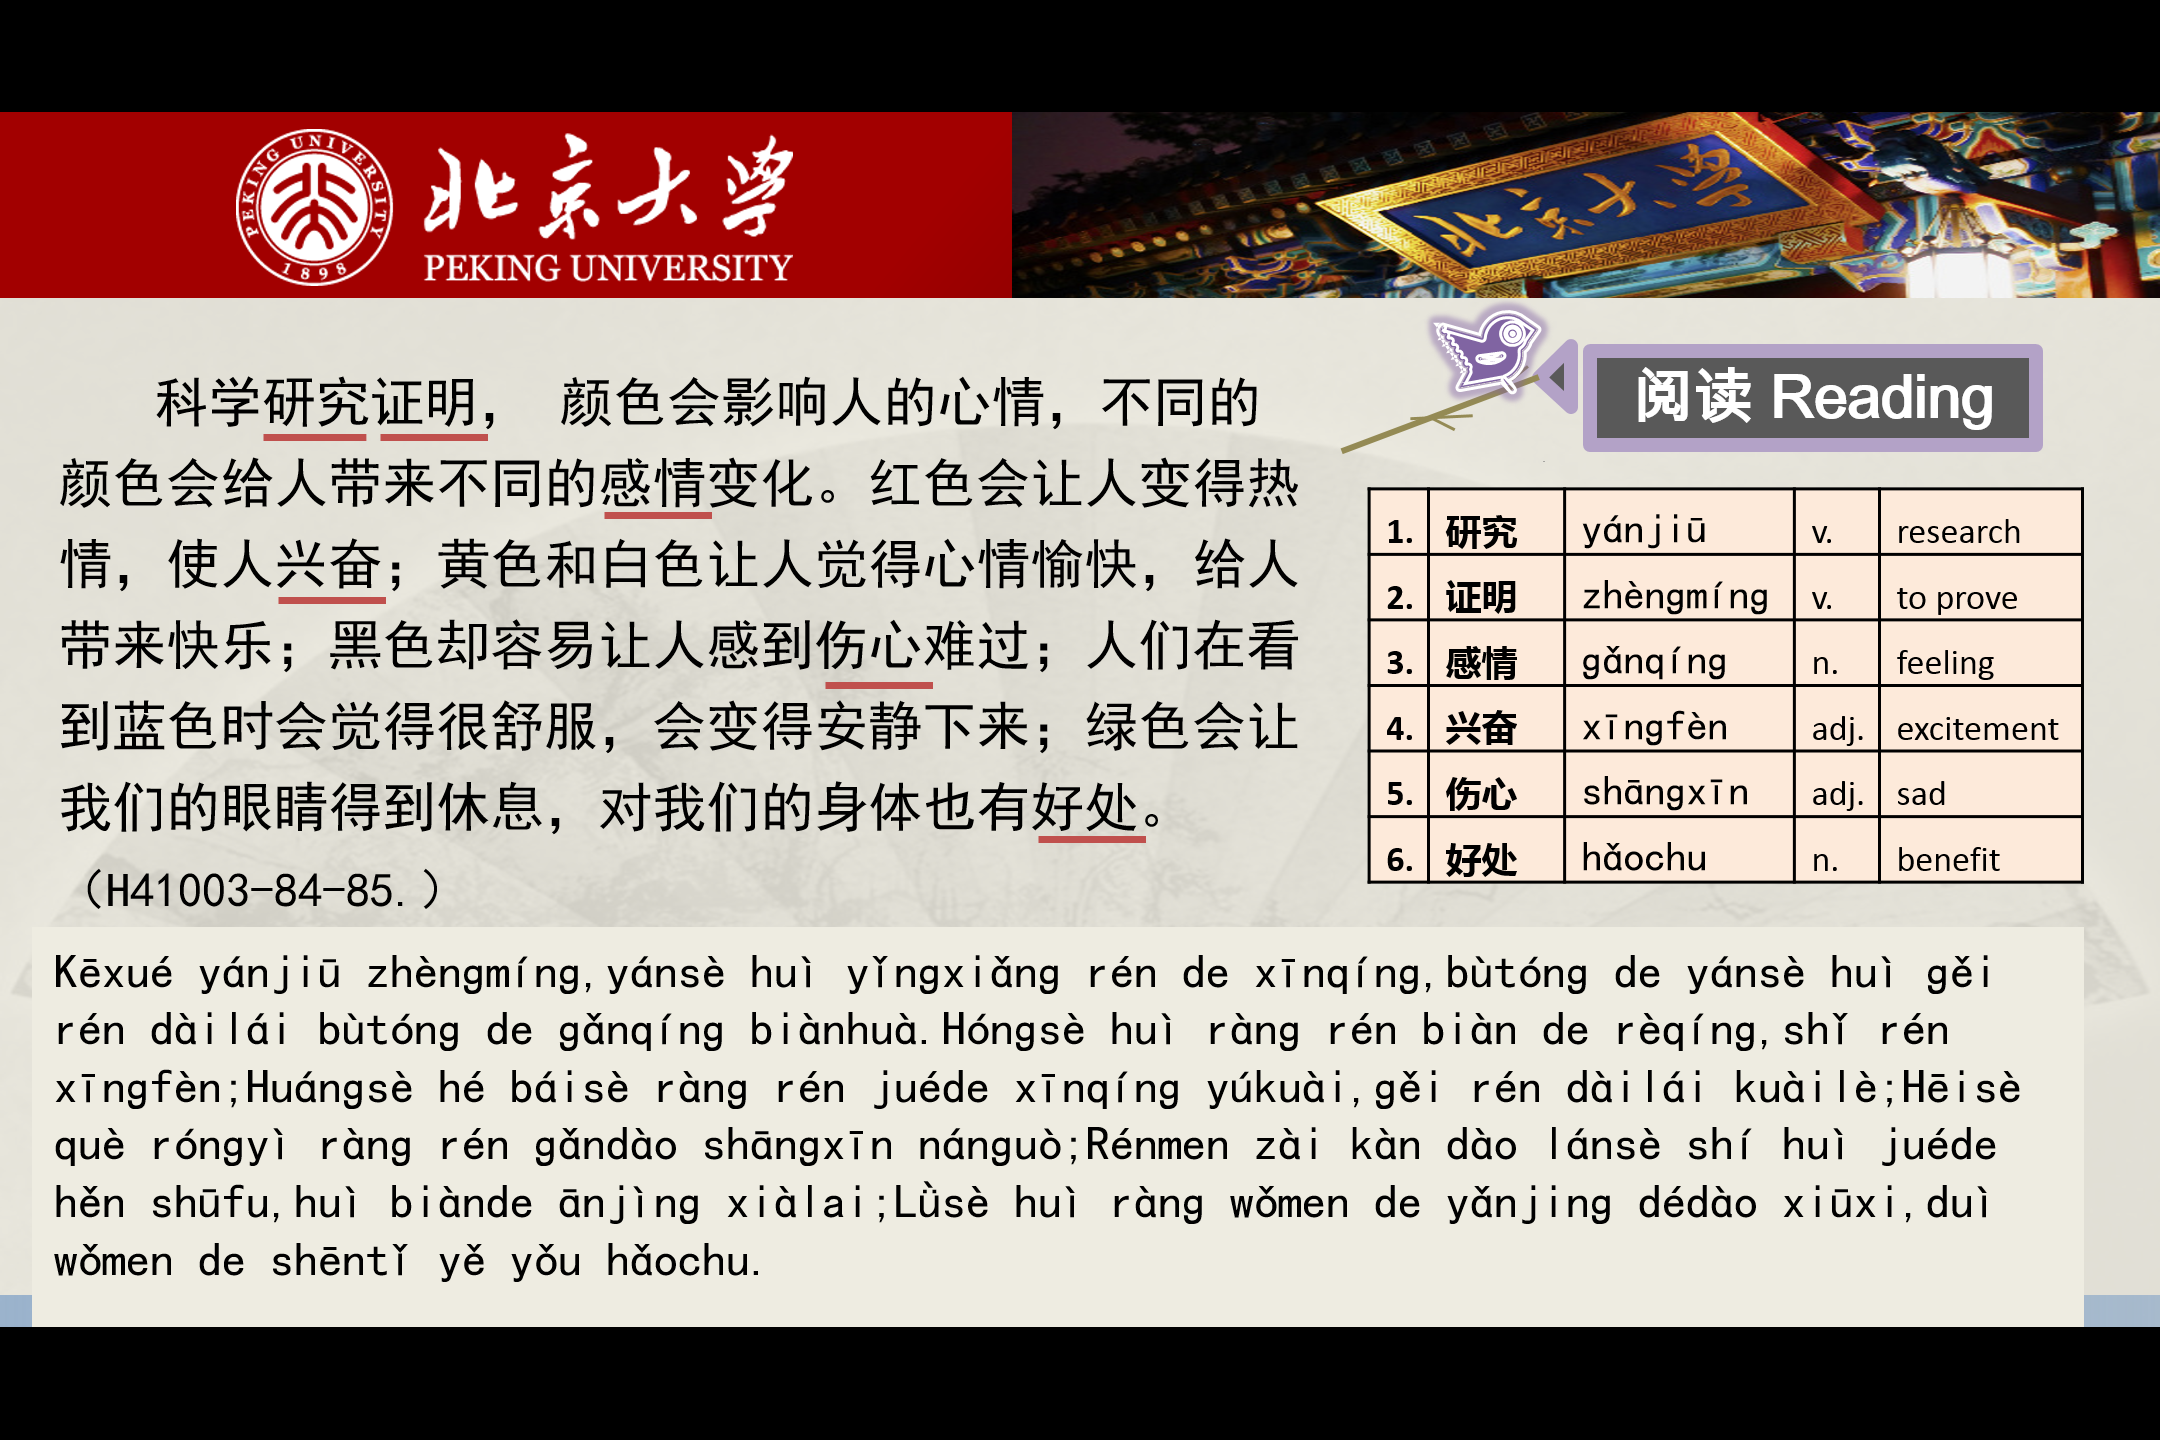 PEKING UNIVERSITY
1898
北京大学
PEKING UNIVERSITY
北京大学
阅读 Reading
科学研究证明， 颜色会影响人的心情，不同的
颜色会给人带来不同的感情变化。红色会让人变得热
情，使人兴奋；黄色和白色让人觉得心情愉快，给人
带来快乐；黑色却容易让人感到伤心难过；人们在看
到蓝色时会觉得很舒服，会变得安静下来；绿色会让
我们的眼睛得到休息，对我们的身体也有好处。
（H41003-84-85.）
1. 研究 yánjiū v. research
2. 证明 zhèngmíng v. to prove
3. 感情 gǎnqíng n. feeling
4. 兴奋 xīngfèn adj. excitement
5. 伤心 shāngxīn adj. sad
6. 好处 hǎochu n. benefit
Kēxué yánjiū zhèngmíng,yánsè huì yǐngxiǎng rén de xīnqíng,bùtóng de yánsè huì gěi
rén dàilái bùtóng de gǎnqíng biànhuà.Hóngsè huì ràng rén biàn de rèqíng,shǐ rén
xīngfèn;Huángsè hé báisè ràng rén juéde xīnqíng yúkuài,gěi rén dàilái kuàilè;Hēisè
què róngyì ràng rén gǎndào shāngxīn nánguò;Rénmen zài kàn dào lánsè shí huì juéde
hěn shūfu,huì biànde ānjìng xiàlai;Lǜsè huì ràng wǒmen de yǎnjing dédào xiūxi,duì
wǒmen de shēntǐ yě yǒu hǎochu.